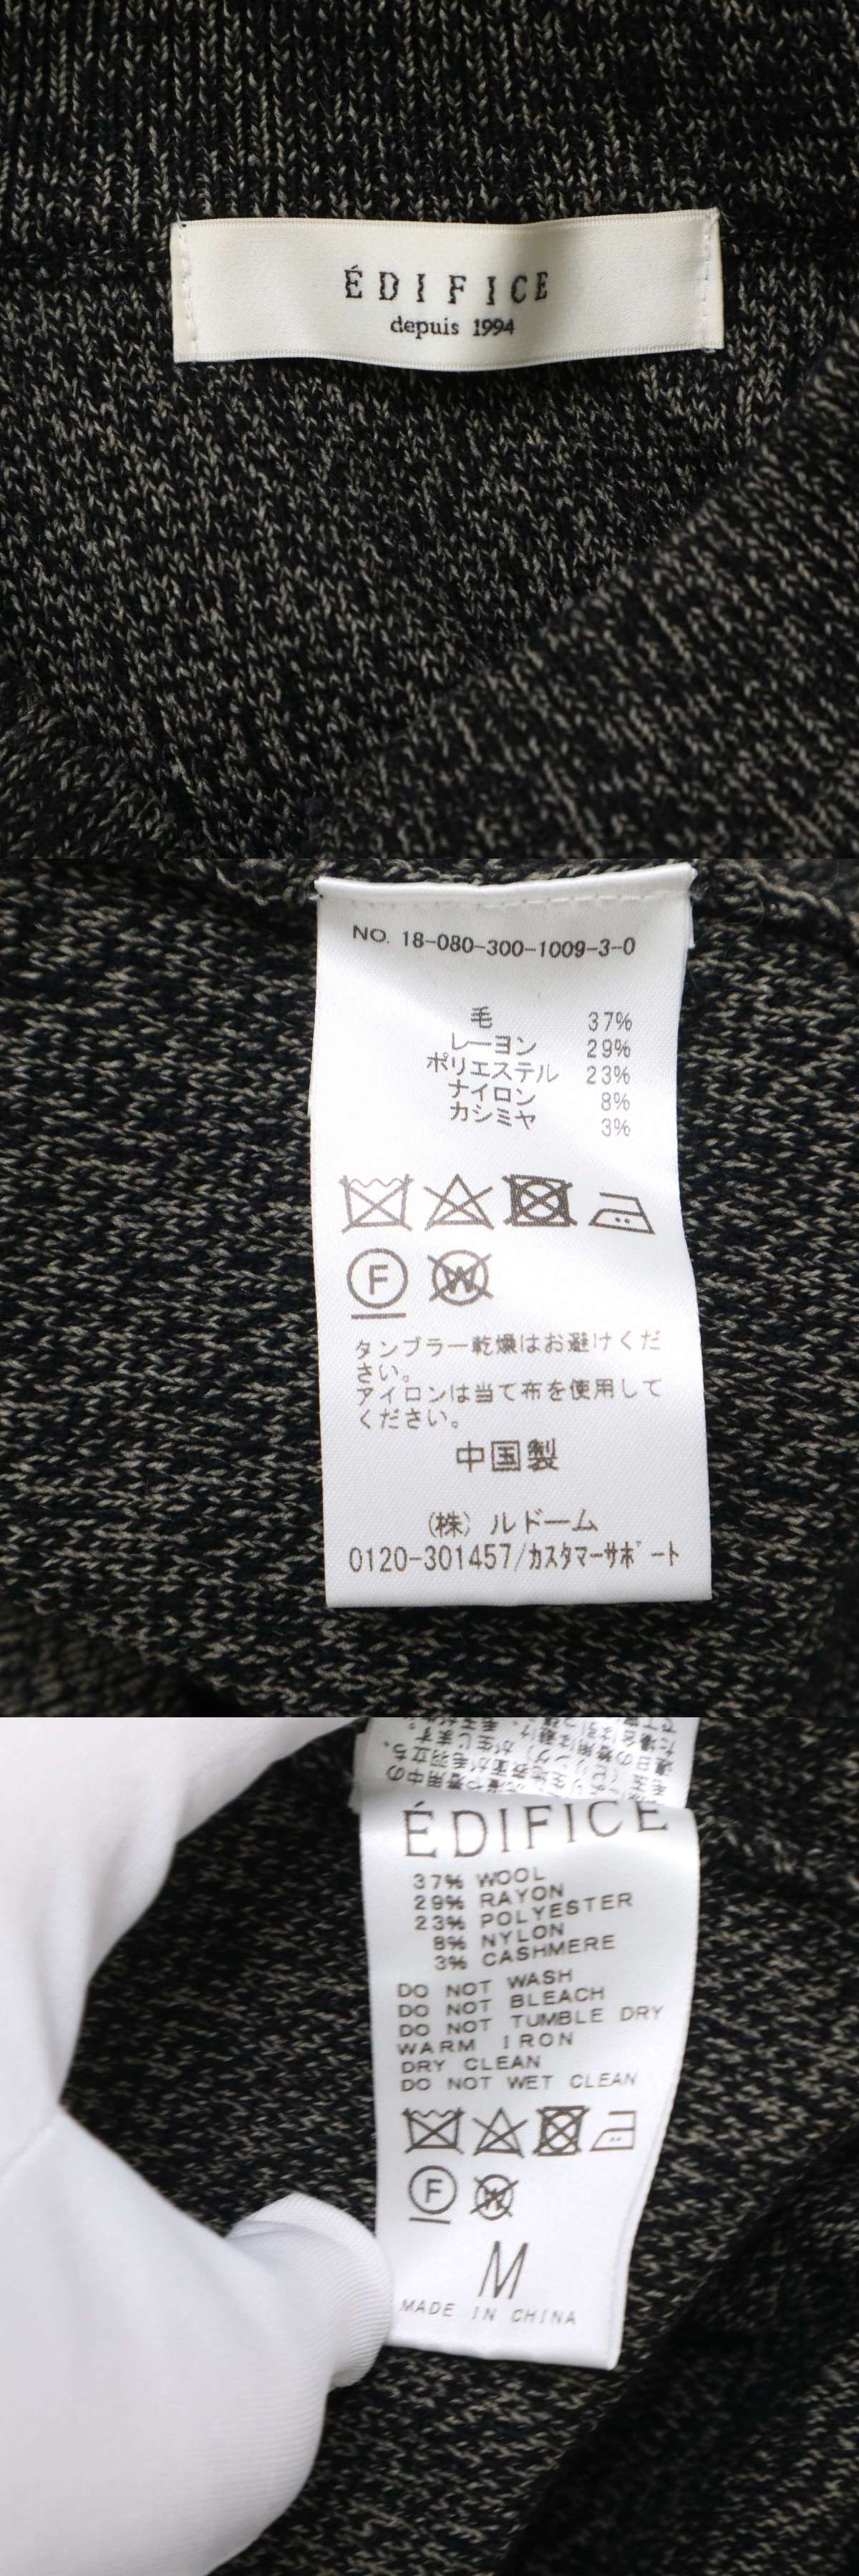 ÉDIFICE
depuis 1994
NO. 18-080-300-1009-3-0
毛 37%
レーヨン 29%
ポリエステル 23%
ナイロン 8%
カシミヤ 3%
F
W
タンブラー乾燥はお避けくだ
さい。
アイロンは当て布を使用して
ください。
中国製
(株) ルドーム
0120-301457/カスタマーサポート
ÉDIFICE
37% WOOL
29% RAYON
23% POLYESTER
8% NYLON
3% CASHMERE
DO NOT WASH
DO NOT BLEACH
DO NOT TUMBLE DRY
WARM IRON
DRY CLEAN
DO NOT WET CLEAN
F
W
M
MADE IN CHINA